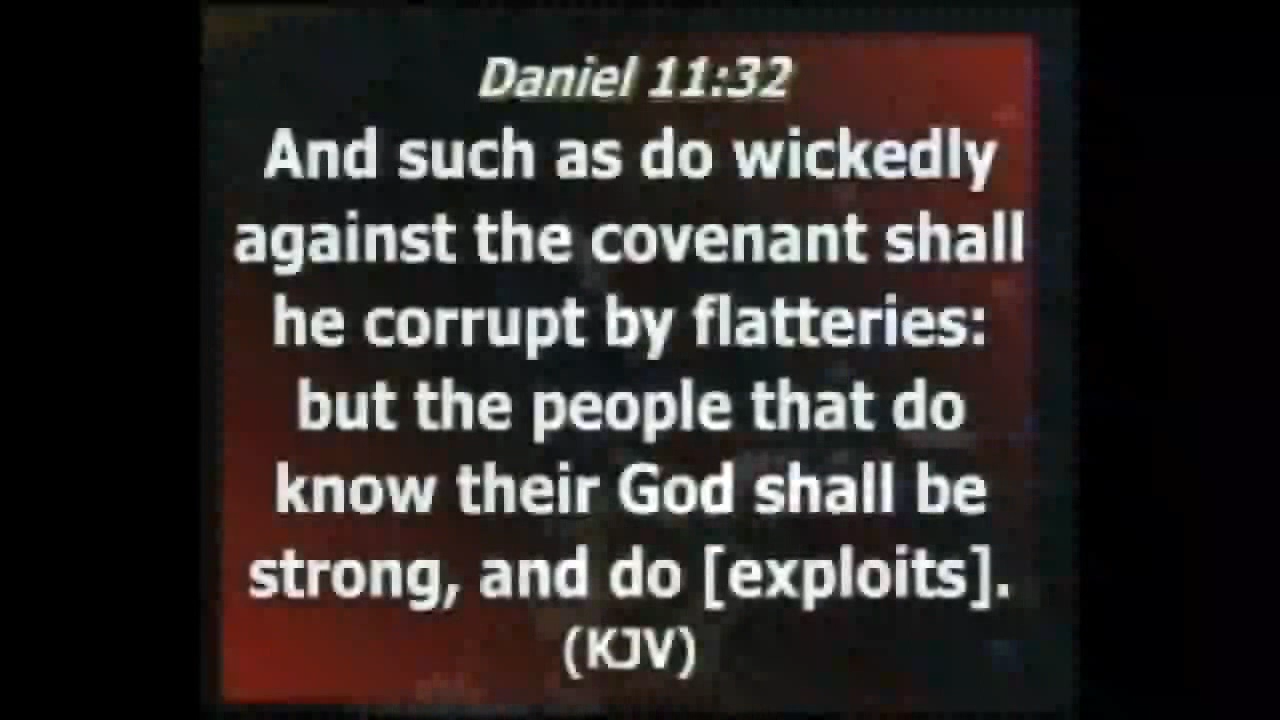 Daniel 11:32
And such as do wickedly
against the covenant shall
he corrupt by flatteries:
but the people that do
know their God shall be
strong, and do [exploits].
(KJV)